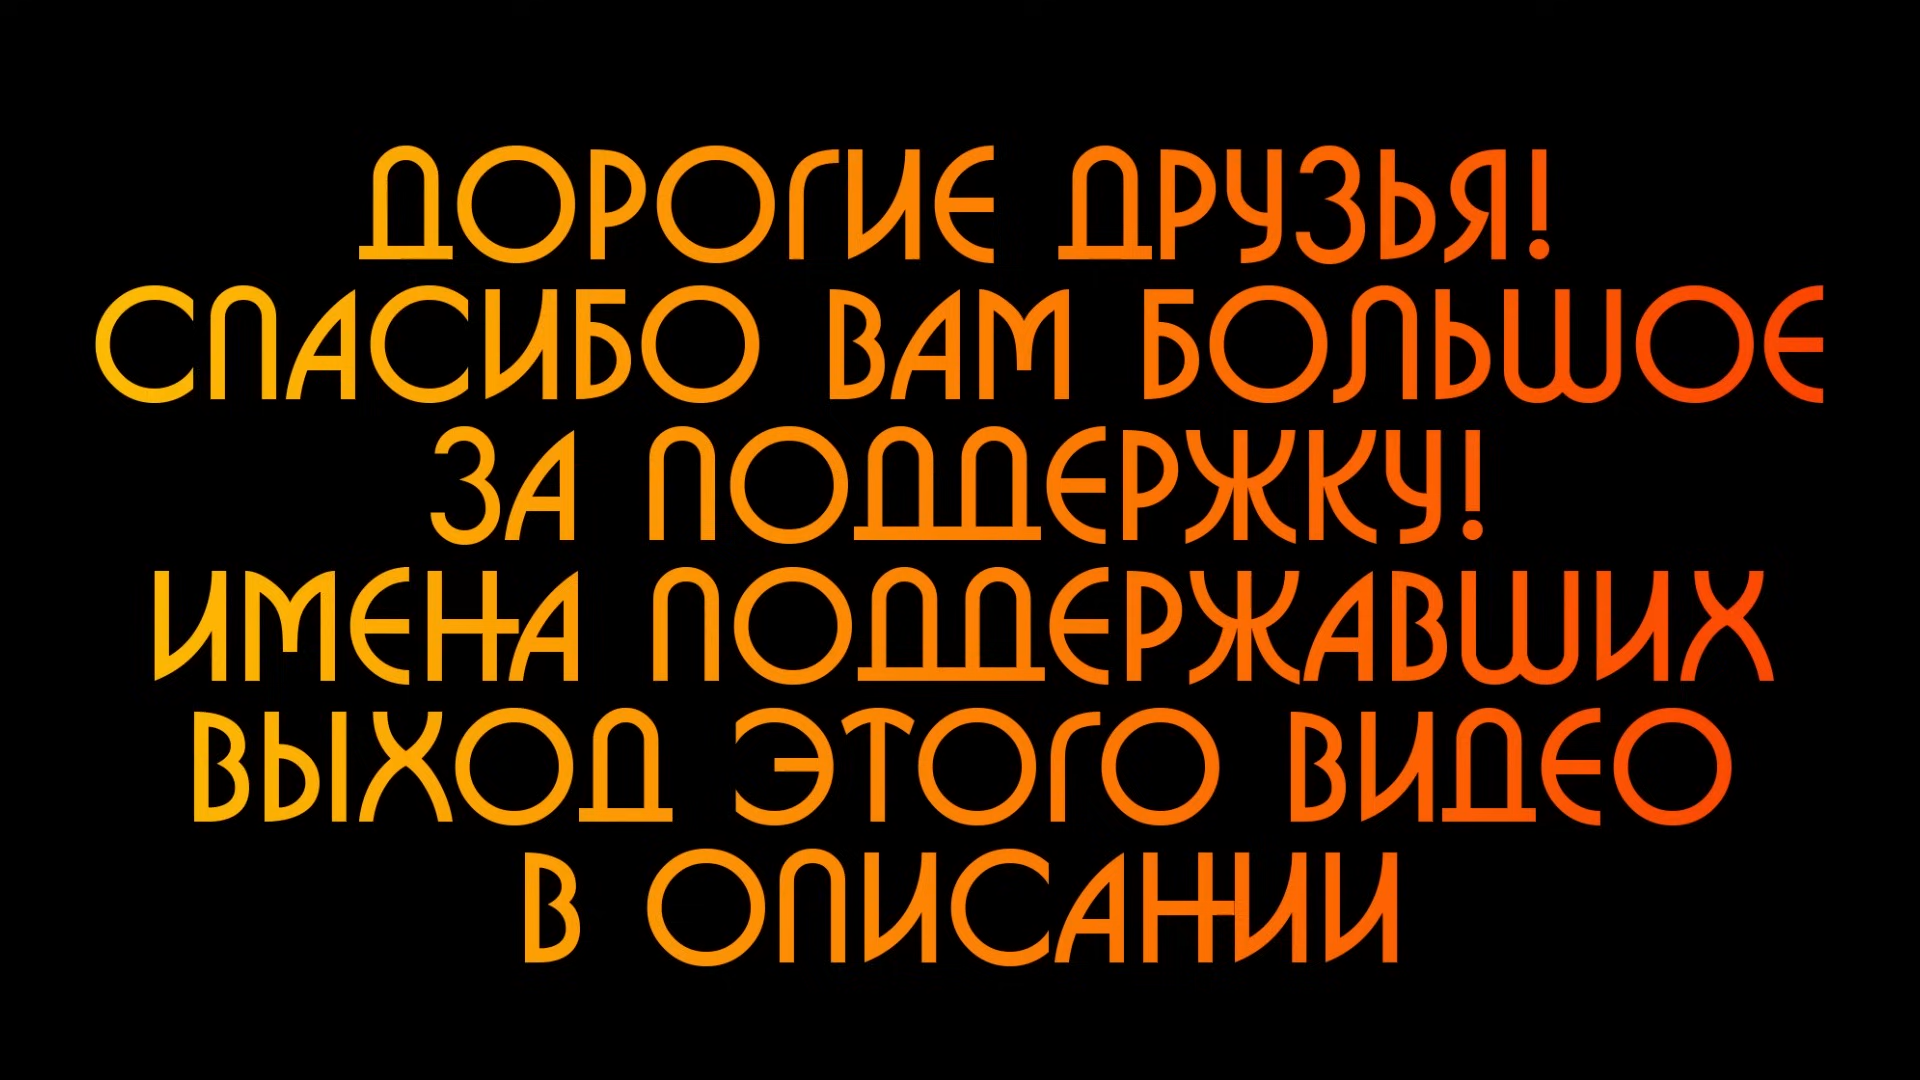 ДОРОГИЕ ДРУЗЬЯ!
СПАСИБО ВАМ БОЛЬШОЕ
ЗА ПОДДЕРЖКУ!
ИМЕНА ПОДДЕРЖАВШИХ
ВЫХОД ЭТОГО ВИДЕО
В ОПИСАНИИ